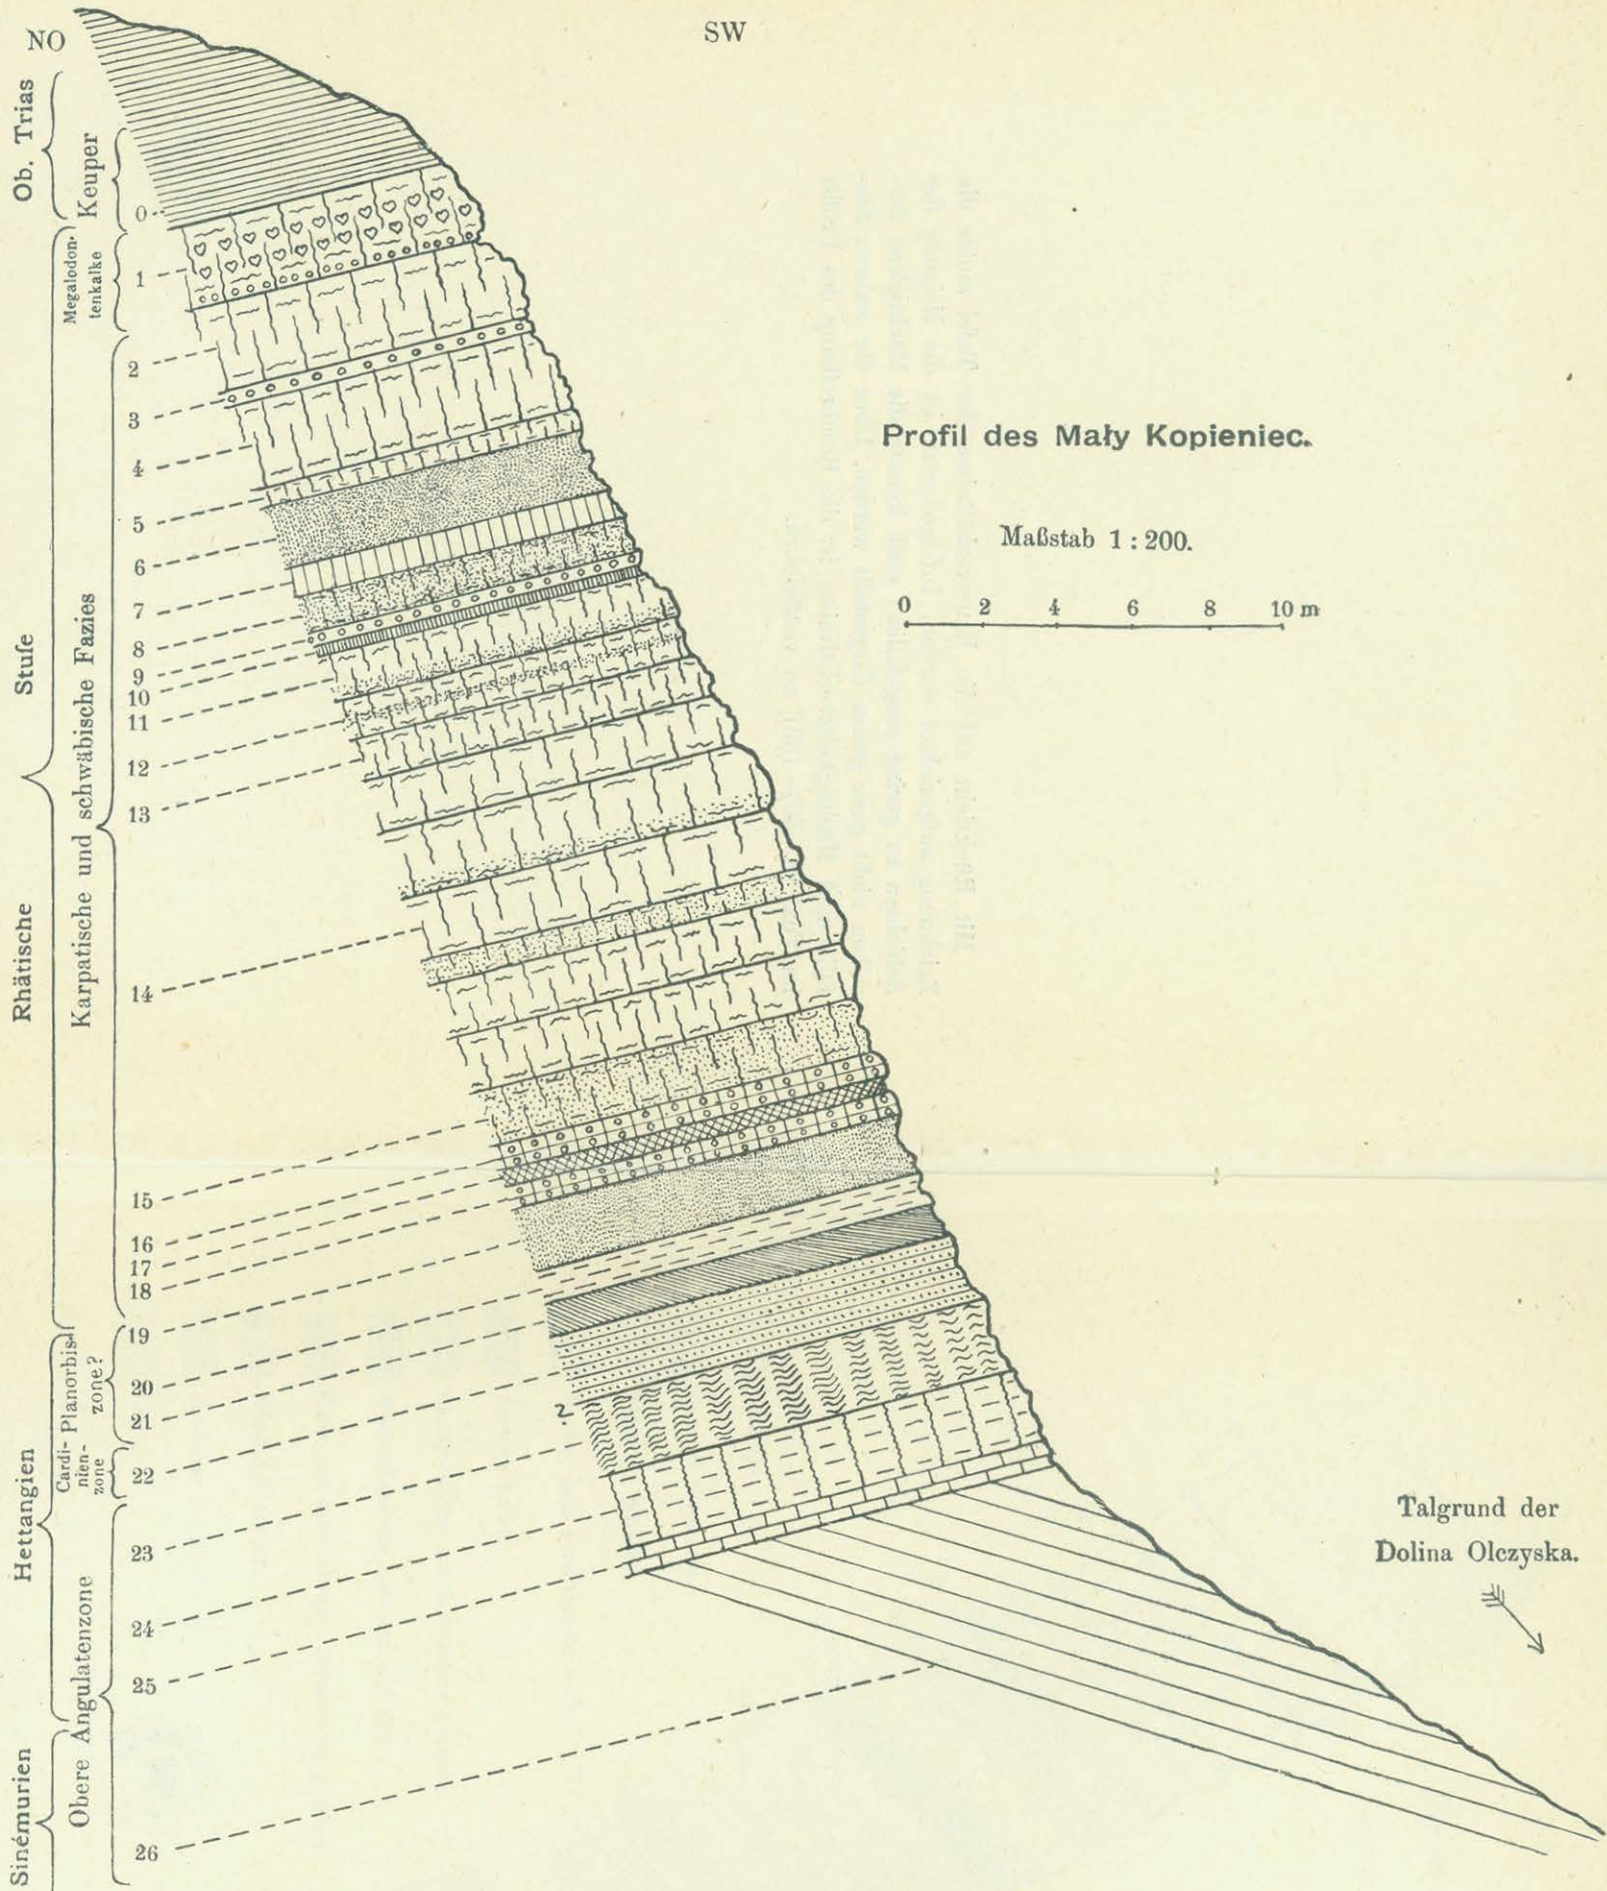 NO
SW
Ob. Trias
Keuper
Megalodon-
tenkalke
Stufe
Rhätische
Karpatische und schwäbische Fazies
Planorbis-
zone?
Cardi-
nien-
zone
Hettangien
Obere Angulatenzone
Sinémurien
0
1
2
3
4
5
6
7
8
9
10
11
12
13
14
15
16
17
18
19
20
21
22
23
24
25
26
?
Profil des Mały Kopieniec.
Maßstab 1 : 200.
0 2 4 6 8 10 m
Talgrund der
Dolina Olczyska.